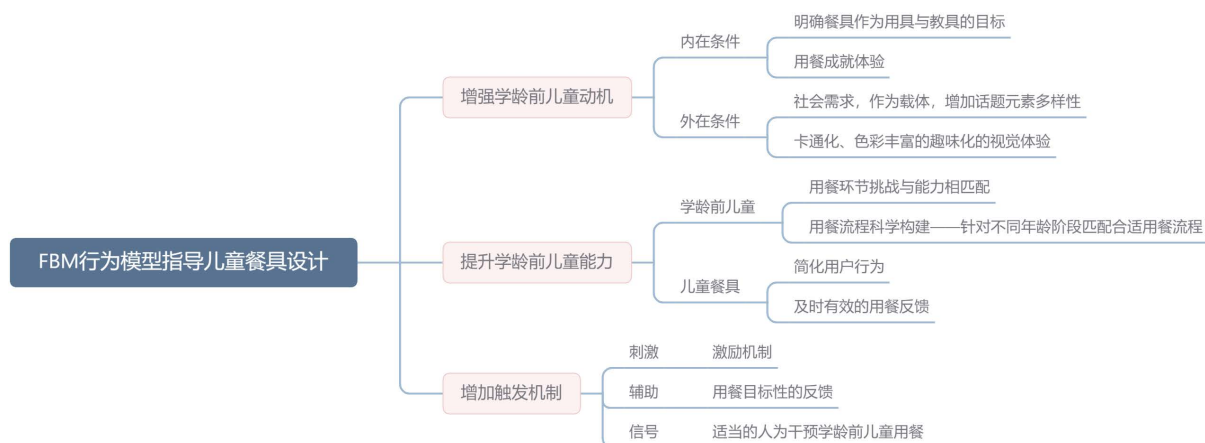 FBM行为模型指导儿童餐具设计
增强学龄前儿童动机
内在条件
明确餐具作为用具与教具的目标
用餐成就体验
外在条件
社会需求，作为载体，增加话题元素多样性
卡通化、色彩丰富的趣味化的视觉体验
提升学龄前儿童能力
学龄前儿童
用餐环节挑战与能力相匹配
用餐流程科学构建——针对不同年龄阶段匹配合适用餐流程
儿童餐具
简化用户行为
及时有效的用餐反馈
增加触发机制
刺激 激励机制
辅助 用餐目标性的反馈
信号 适当的人为干预学龄前儿童用餐